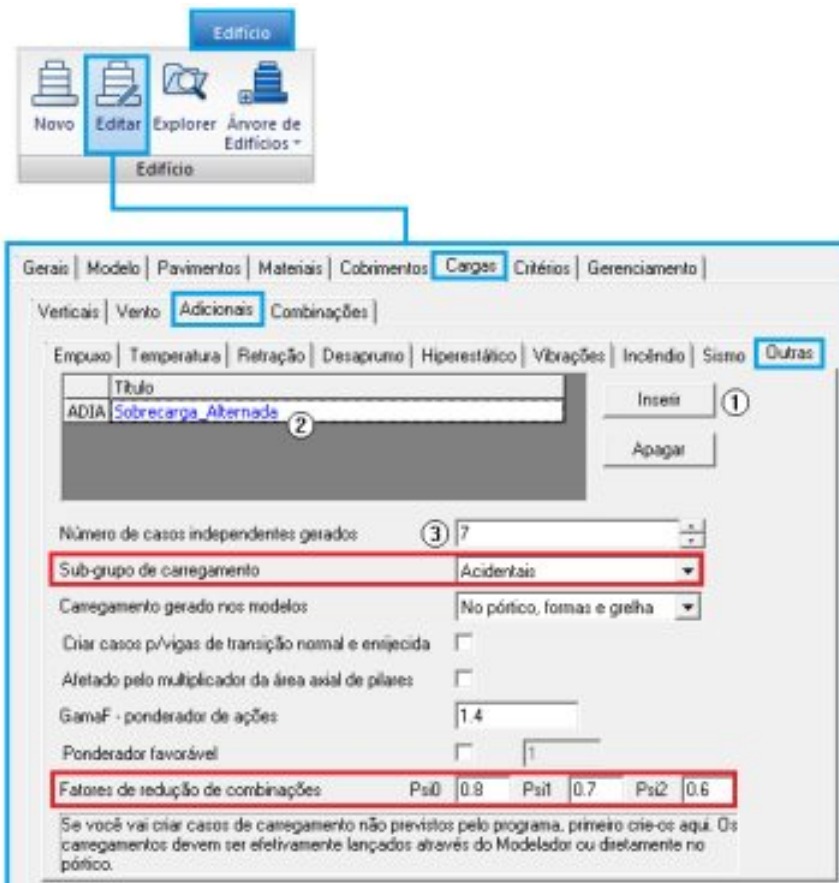 Edifício
Novo Editar Explorer Árvore de Edifícios
Edifício
Gerais Modelo Pavimentos Materiais Cobrimentos Cargas Critérios Gerenciamento
Verticais Vento Adicionais Combinações
Empuxo Temperatura Retração Desaprumo Hiperestático Vibrações Incêndio Sismo Outras
Título
ADIA Sobrecarga_Alternada 2
Inserir 1
Apagar
Número de casos independentes gerados 3 7
Sub-grupo de carregamento Acidentais
Carregamento gerado nos modelos No pórtico, formas e grelha
Criar casos p/vigas de transição normal e enrijecida
Afetado pelo multiplicador da área axial de pilares
GamaF - ponderador de ações 1.4
Ponderador favorável 1
Fatores de redução de combinações Psi0 0.8 Psi1 0.7 Psi2 0.6
Se você vai criar casos de carregamento não previstos pelo programa, primeiro crie-os aqui. Os
carregamentos devem ser efetivamente lançados através do Modelador ou diretamente no
pórtico.